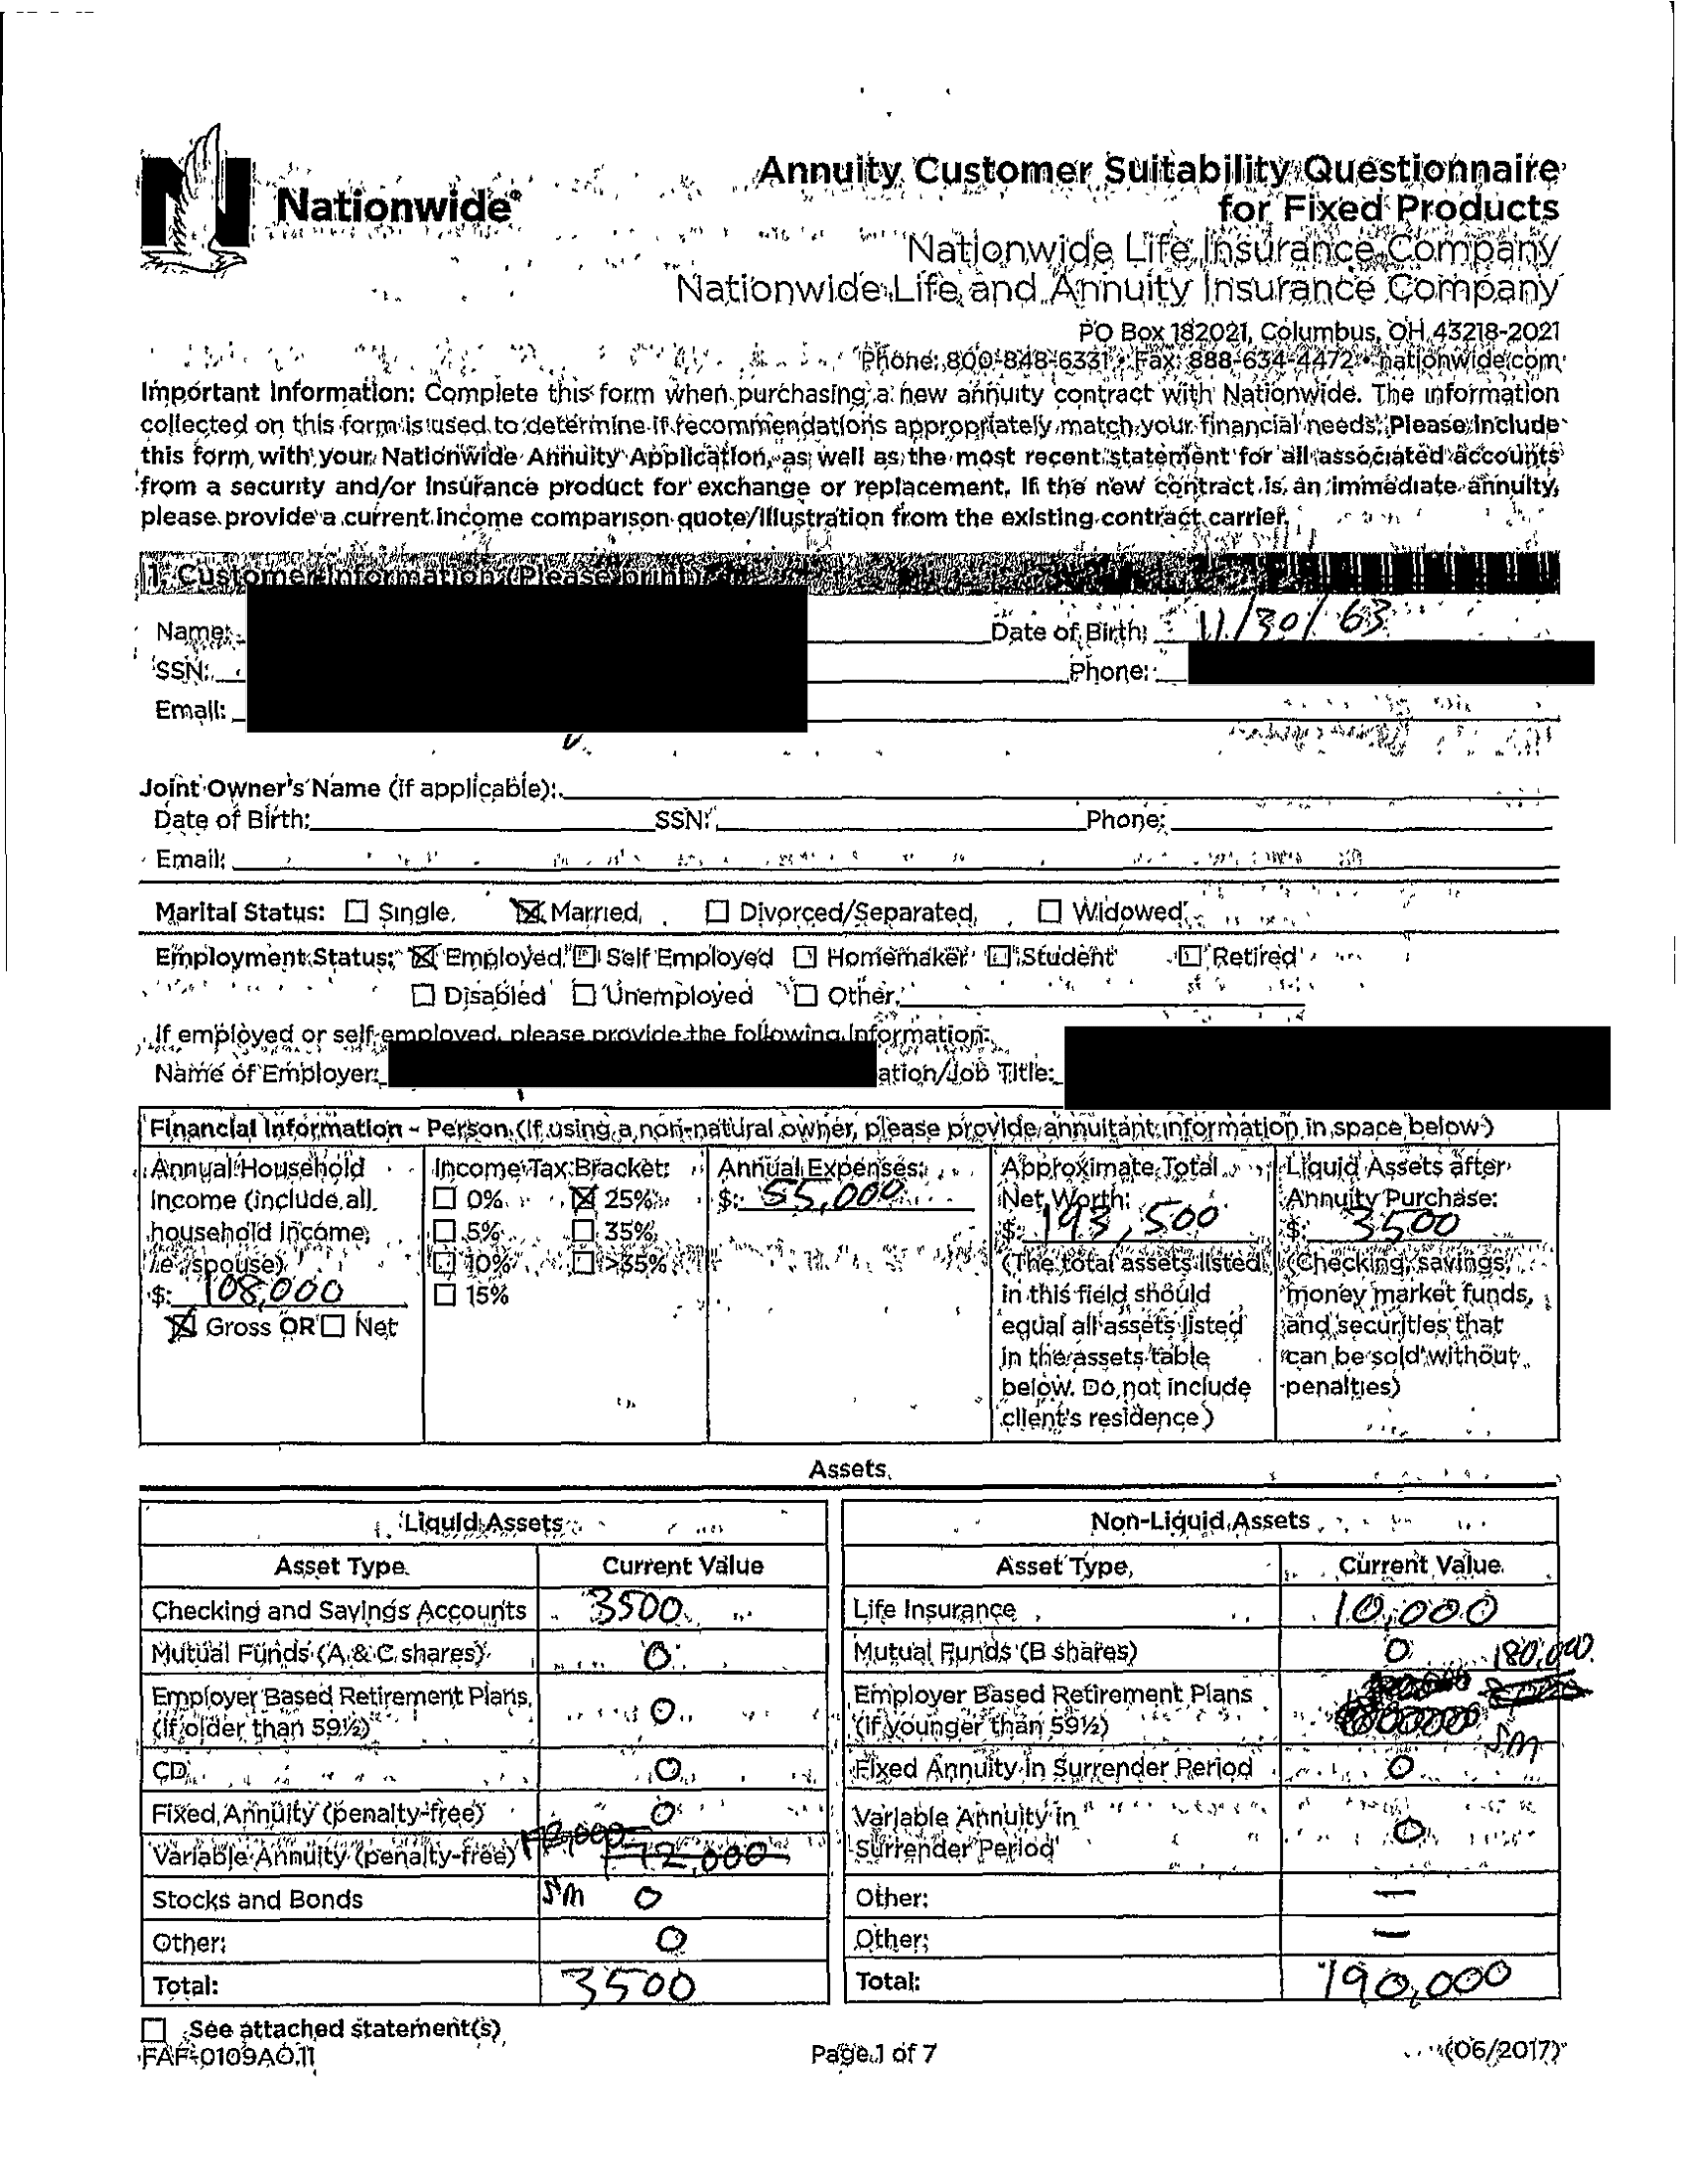 Nationwide®
Annuity Customer Suitability Questionnaire
for Fixed Products
Nationwide Life Insurance Company
Nationwide Life and Annuity Insurance Company
PO Box 182021, Columbus, OH 43218-2021
Phone: 800-848-6331 • Fax: 888-634-4472 • nationwide.com
Important Information: Complete this form when purchasing a new annuity contract with Nationwide. The information
collected on this form is used to determine if recommendations appropriately match your financial needs. Please include
this form, with your Nationwide Annuity Application, as well as the most recent statement for all associated accounts
from a security and/or insurance product for exchange or replacement. If the new contract is an immediate annuity,
please provide a current income comparison quote/illustration from the existing contract carrier.
1. Customer Information (Please print)
Name: Date of Birth: 11/30/63
SSN: Phone:
Email:
Joint Owner's Name (if applicable):
Date of Birth: SSN: Phone:
Email:
Marital Status: ☐ Single ☒ Married ☐ Divorced/Separated ☐ Widowed
Employment Status: ☒ Employed ☐ Self Employed ☐ Homemaker ☐ Student ☐ Retired
☐ Disabled ☐ Unemployed ☐ Other
If employed or self-employed, please provide the following information:
Name of Employer: ation/Job Title:
Financial Information - Person (If using a non-natural owner, please provide annuitant information in space below)
Annual Household
Income (include all
household income,
ie spouse)
$: 108,000
☒ Gross OR ☐ Net
Income Tax Bracket:
☐ 0% ☒ 25%
☐ 5% ☐ 35%
☐ 10% ☐ >35%
☐ 15%
Annual Expenses:
$: 55,000
Approximate Total
Net Worth:
$: 193,500
(The total assets listed
in this field should
equal all assets listed
in the assets table
below. Do not include
client's residence)
Liquid Assets after
Annuity Purchase:
$: 3500
(Checking, savings,
money market funds,
and securities that
can be sold without
penalties)
Assets
Liquid Assets
Asset Type Current Value
Checking and Savings Accounts 3500
Mutual Funds (A & C shares) 0
Employer Based Retirement Plans
(If older than 59½) 0
CD 0
Fixed Annuity (penalty-free) 0
Variable Annuity (penalty-free) 172,000
Stocks and Bonds SM 0
Other: 0
Total: 3500
Non-Liquid Assets
Asset Type Current Value
Life Insurance 10,000
Mutual Funds (B shares) 0
Employer Based Retirement Plans
(If younger than 59½) 180,000 SM
Fixed Annuity in Surrender Period 0
Variable Annuity in
Surrender Period 0
Other: —
Other: —
Total: 190,000
☐ See attached statement(s)
FAF-0109AO.11 Page 1 of 7 (06/2017)